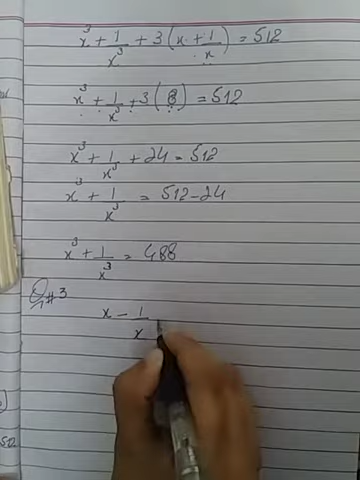 x³ + 1/x³ + 3(x + 1/x) = 512
x³ + 1/x³ + 3(8) = 512
x³ + 1/x³ + 24 = 512
x³ + 1/x³ = 512 - 24
x³ + 1/x³ = 488
Q#3
x - 1/x